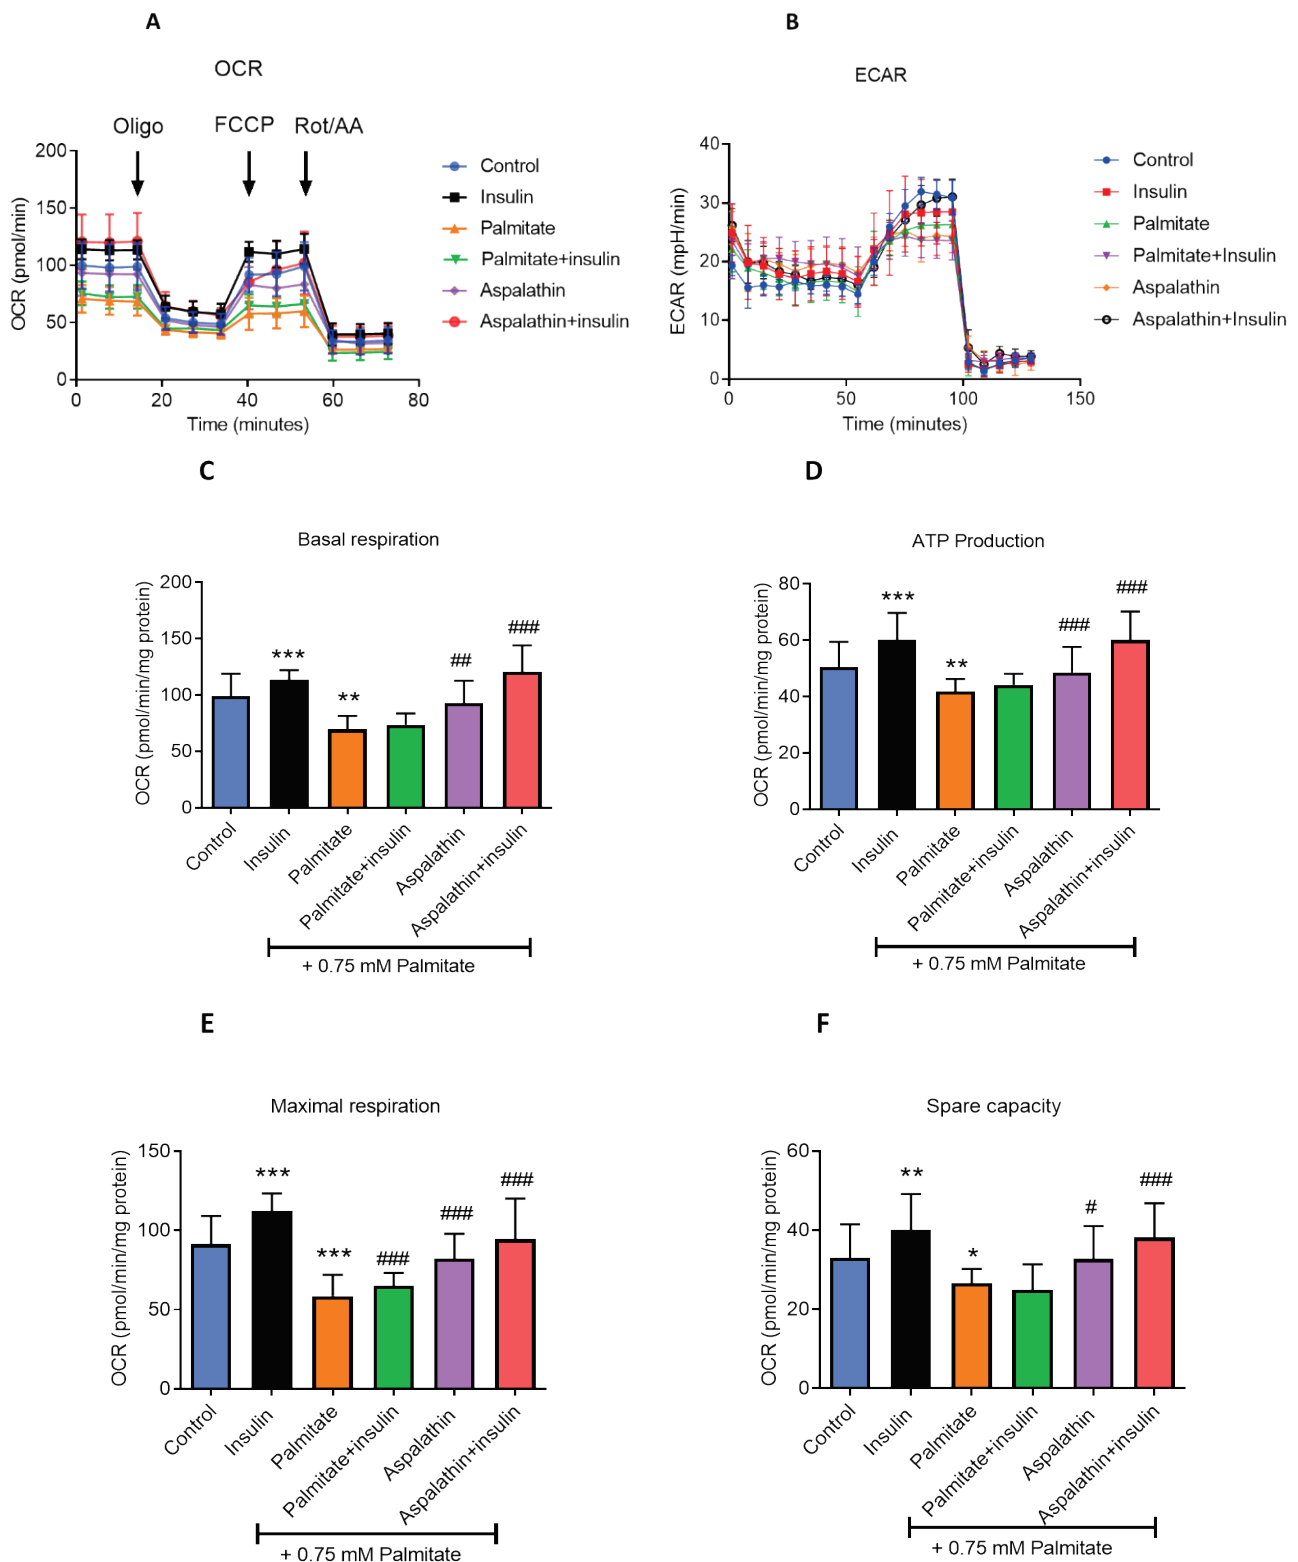 A
OCR
Oligo
FCCP
Rot/AA
200
150
100
50
0
OCR (pmol/min)
0
20
40
60
80
Time (minutes)
Control
Insulin
Palmitate
Palmitate+insulin
Aspalathin
Aspalathin+insulin
B
ECAR
40
30
20
10
0
ECAR (mpH/min)
0
50
100
150
Time (minutes)
Control
Insulin
Palmitate
Palmitate+Insulin
Aspalathin
Aspalathin+Insulin
C
Basal respiration
OCR (pmol/min/mg protein)
200
150
100
50
0
***
**
##
###
Control
Insulin
Palmitate
Palmitate+insulin
Aspalathin
Aspalathin+insulin
+ 0.75 mM Palmitate
D
ATP Production
OCR (pmol/min/mg protein)
80
60
40
20
0
***
**
###
###
Control
Insulin
Palmitate
Palmitate+insulin
Aspalathin
Aspalathin+insulin
+ 0.75 mM Palmitate
E
Maximal respiration
OCR (pmol/min/mg protein)
150
100
50
0
***
***
###
###
###
Control
Insulin
Palmitate
Palmitate+insulin
Aspalathin
Aspalathin+insulin
+ 0.75 mM Palmitate
F
Spare capacity
OCR (pmol/min/mg protein)
60
40
20
0
**
*
#
###
Control
Insulin
Palmitate
Palmitate+insulin
Aspalathin
Aspalathin+insulin
+ 0.75 mM Palmitate